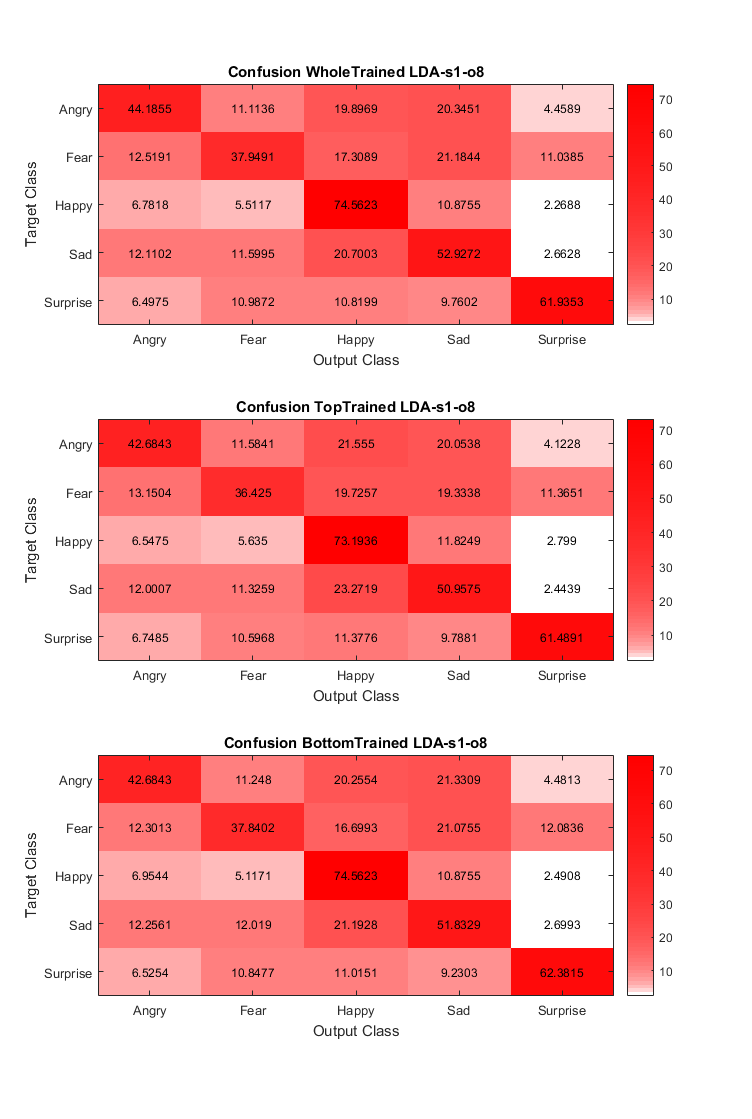 Confusion WholeTrained LDA-s1-o8
Target Class
Angry 44.1855 11.1136 19.8969 20.3451 4.4589
Fear 12.5191 37.9491 17.3089 21.1844 11.0385
Happy 6.7818 5.5117 74.5623 10.8755 2.2688
Sad 12.1102 11.5995 20.7003 52.9272 2.6628
Surprise 6.4975 10.9872 10.8199 9.7602 61.9353
Angry Fear Happy Sad Surprise
Output Class
70
60
50
40
30
20
10
Confusion TopTrained LDA-s1-o8
Target Class
Angry 42.6843 11.5841 21.555 20.0538 4.1228
Fear 13.1504 36.425 19.7257 19.3338 11.3651
Happy 6.5475 5.635 73.1936 11.8249 2.799
Sad 12.0007 11.3259 23.2719 50.9575 2.4439
Surprise 6.7485 10.5968 11.3776 9.7881 61.4891
Angry Fear Happy Sad Surprise
Output Class
70
60
50
40
30
20
10
Confusion BottomTrained LDA-s1-o8
Target Class
Angry 42.6843 11.248 20.2554 21.3309 4.4813
Fear 12.3013 37.8402 16.6993 21.0755 12.0836
Happy 6.9544 5.1171 74.5623 10.8755 2.4908
Sad 12.2561 12.019 21.1928 51.8329 2.6993
Surprise 6.5254 10.8477 11.0151 9.2303 62.3815
Angry Fear Happy Sad Surprise
Output Class
70
60
50
40
30
20
10